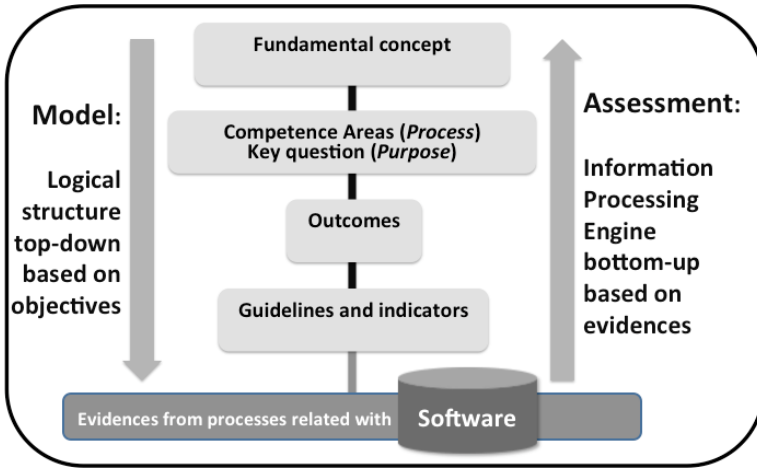 Fundamental concept
Model:
Logical
structure
top-down
based on
objectives
Competence Areas (Process)
Key question (Purpose)
Outcomes
Guidelines and indicators
Assessment:
Information
Processing
Engine
bottom-up
based on
evidences
Evidences from processes related with
Software